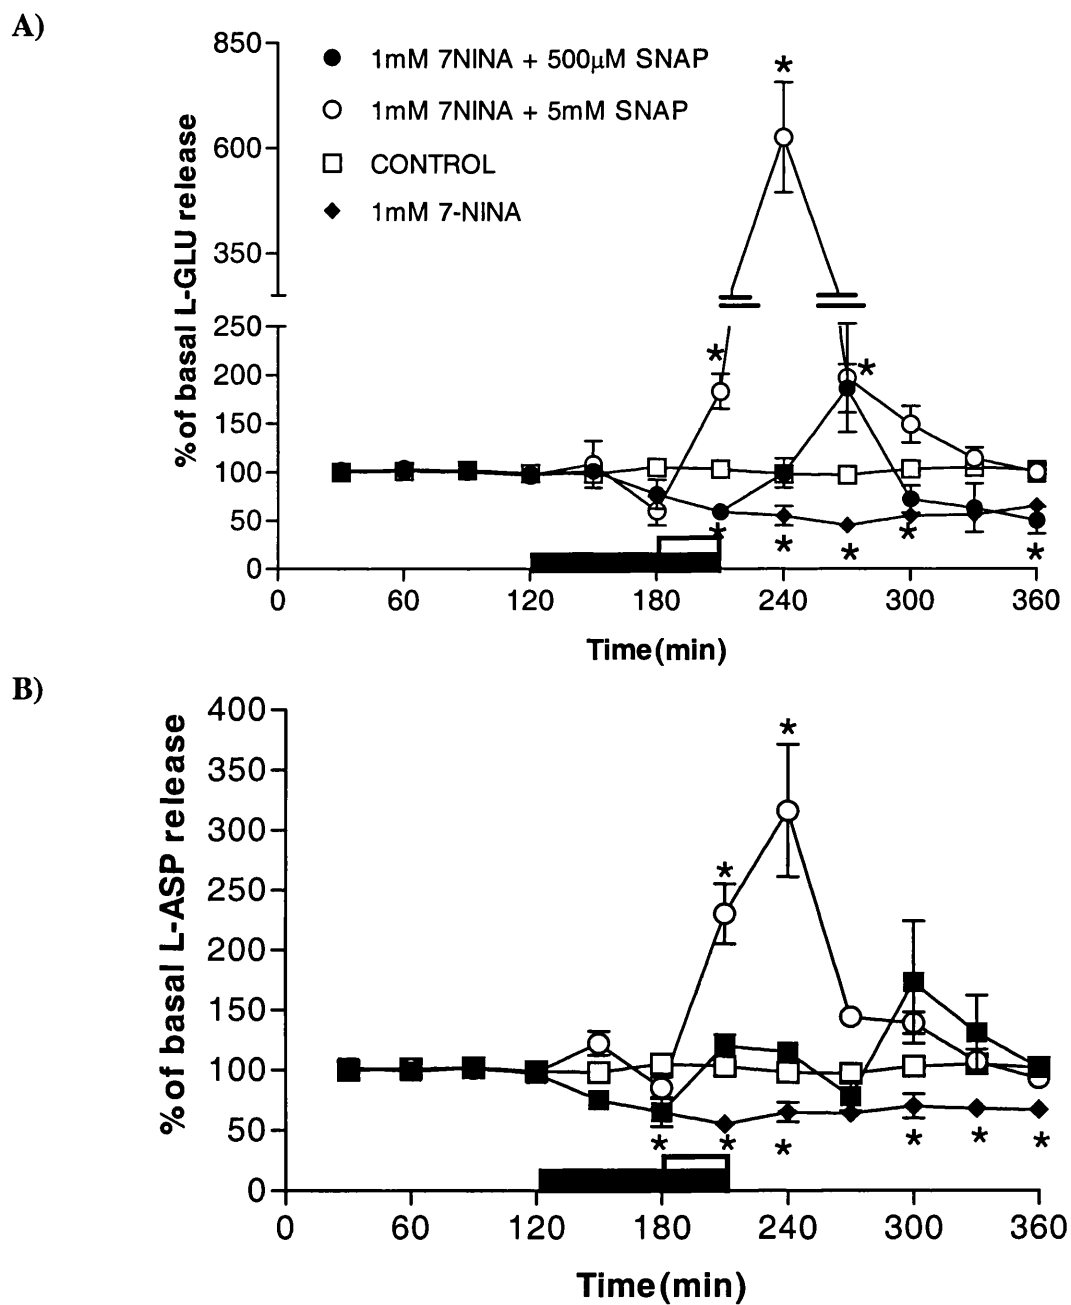 A)
850
600
350
250
200
150
100
50
0
% of basal L-GLU release
● 1mM 7NINA + 500µM SNAP
○ 1mM 7NINA + 5mM SNAP
□ CONTROL
◆ 1mM 7-NINA
*
* *
* * * * *
0 60 120 180 240 300 360
Time(min)
B)
400
350
300
250
200
150
100
50
0
% of basal L-ASP release
*
*
* * * * * *
0 60 120 180 240 300 360
Time(min)